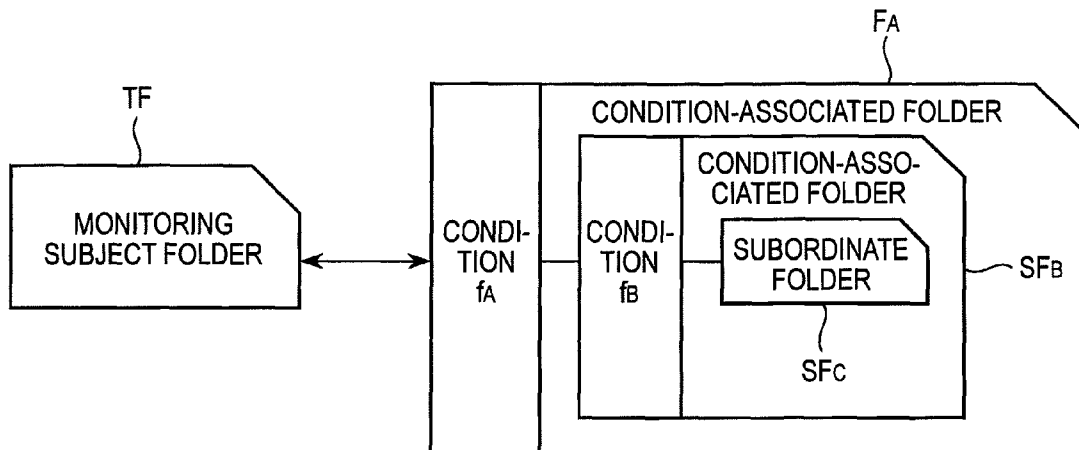 FA
TF
CONDITION-ASSOCIATED FOLDER
CONDITION-ASSO-
CIATED FOLDER
MONITORING
SUBJECT FOLDER
CONDI-
TION
fA
CONDI-
TION
fB
SUBORDINATE
FOLDER
SFB
SFC